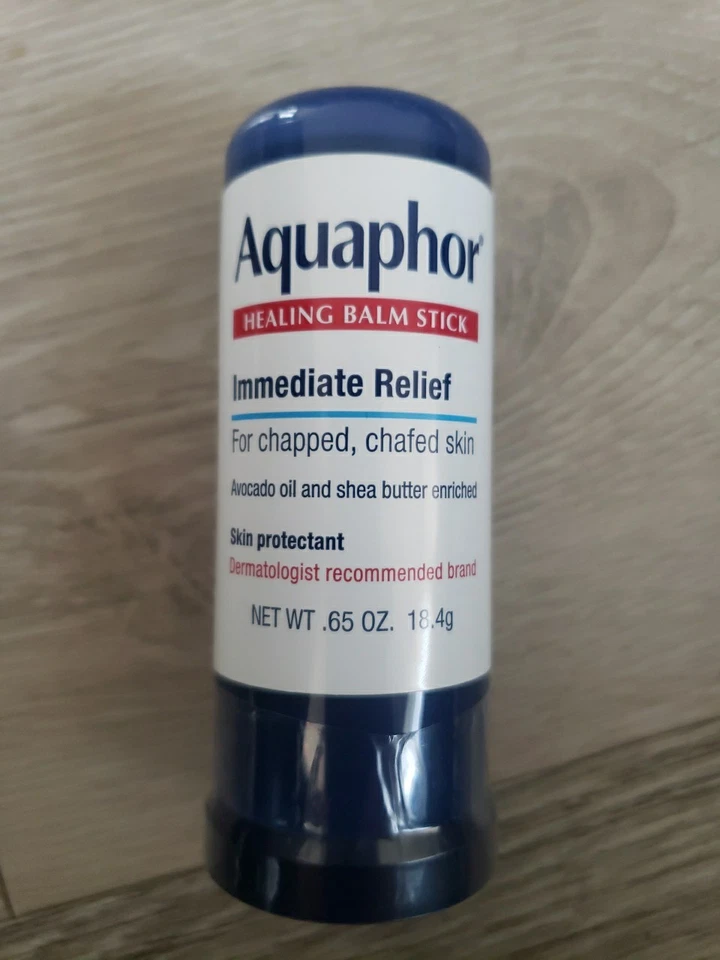 Aquaphor®
HEALING BALM STICK
Immediate Relief
For chapped, chafed skin
Avocado oil and shea butter enriched
Skin protectant
Dermatologist recommended brand
NET WT .65 OZ. 18.4g